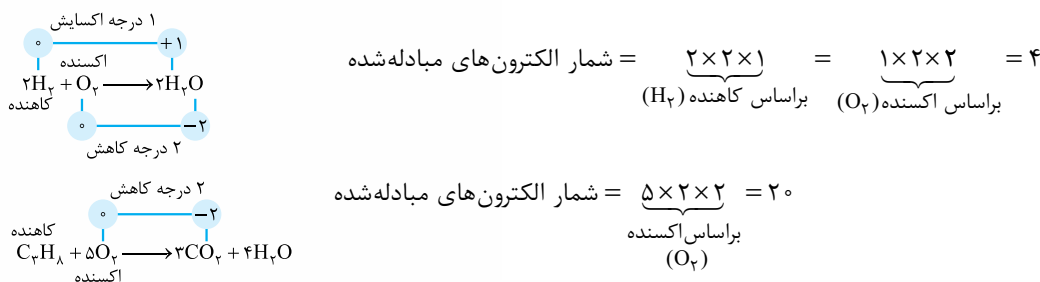 ۱ درجه اکسایش
۰ +۱
اکسنده
۲H۲ + O۲ → ۲H۲O
کاهنده
۰ −۲
۲ درجه کاهش
شمار الکترون‌های مبادله‌شده = ۲×۲×۱ = ۱×۲×۲ = ۴
براساس کاهنده (H۲) براساس اکسنده (O۲)
۲ درجه کاهش
۰ −۲
کاهنده
C۳H۸ + ۵O۲ → ۳CO۲ + ۴H۲O
اکسنده
شمار الکترون‌های مبادله‌شده = ۵×۲×۲ = ۲۰
براساس اکسنده
(O۲)